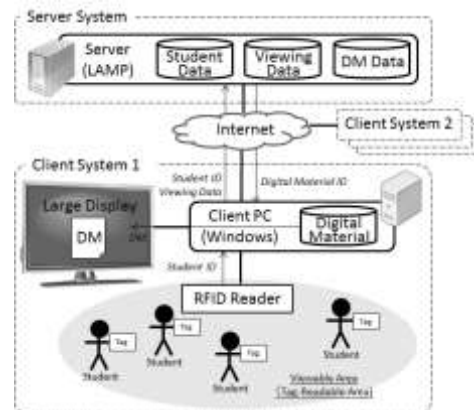 Server System
Server
(LAMP)
Student
Data
Viewing
Data
DM Data
Internet
Client System 2
Client System 1
Student ID
Viewing Data
Digital Material ID
Large Display
DM
DM
Client PC
(Windows)
Digital
Material
Student ID
RFID Reader
Tag
Student
Tag
Student
Tag
Student
Tag
Student
Viewable Area
(Tag Readable Area)